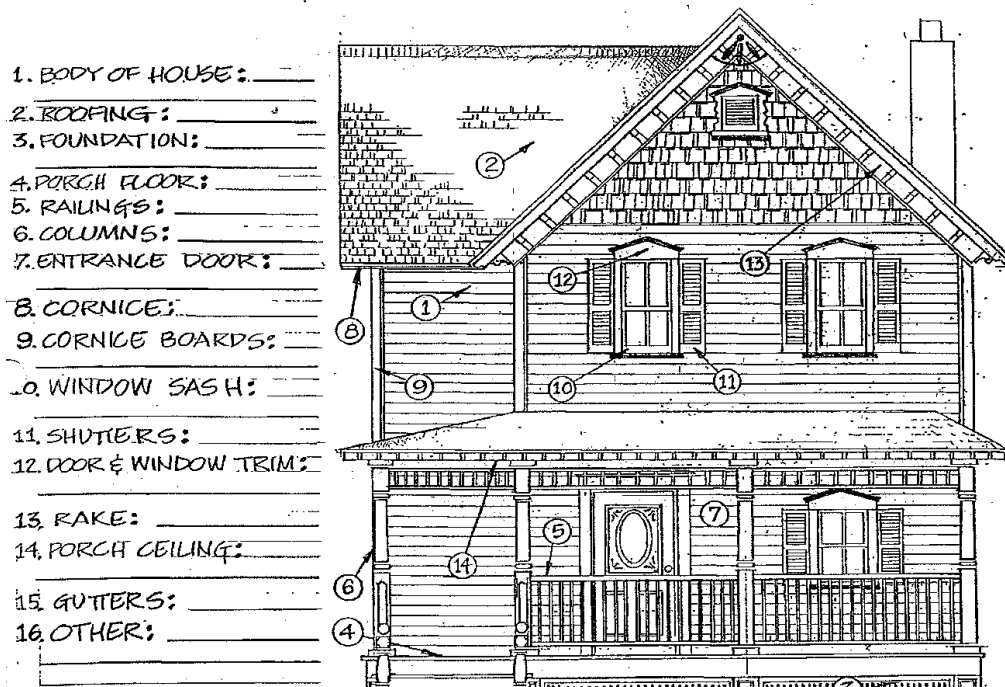 1. BODY OF HOUSE:
2. ROOFING:
3. FOUNDATION:
4. PORCH FLOOR:
5. RAILINGS:
6. COLUMNS:
7. ENTRANCE DOOR:
8. CORNICE:
9. CORNICE BOARDS:
0. WINDOW SASH:
11. SHUTTERS:
12. DOOR & WINDOW TRIM:
13. RAKE:
14. PORCH CEILING:
15. GUTTERS:
16. OTHER:
2
1
12
13
8
9
10
11
5
7
14
6
4